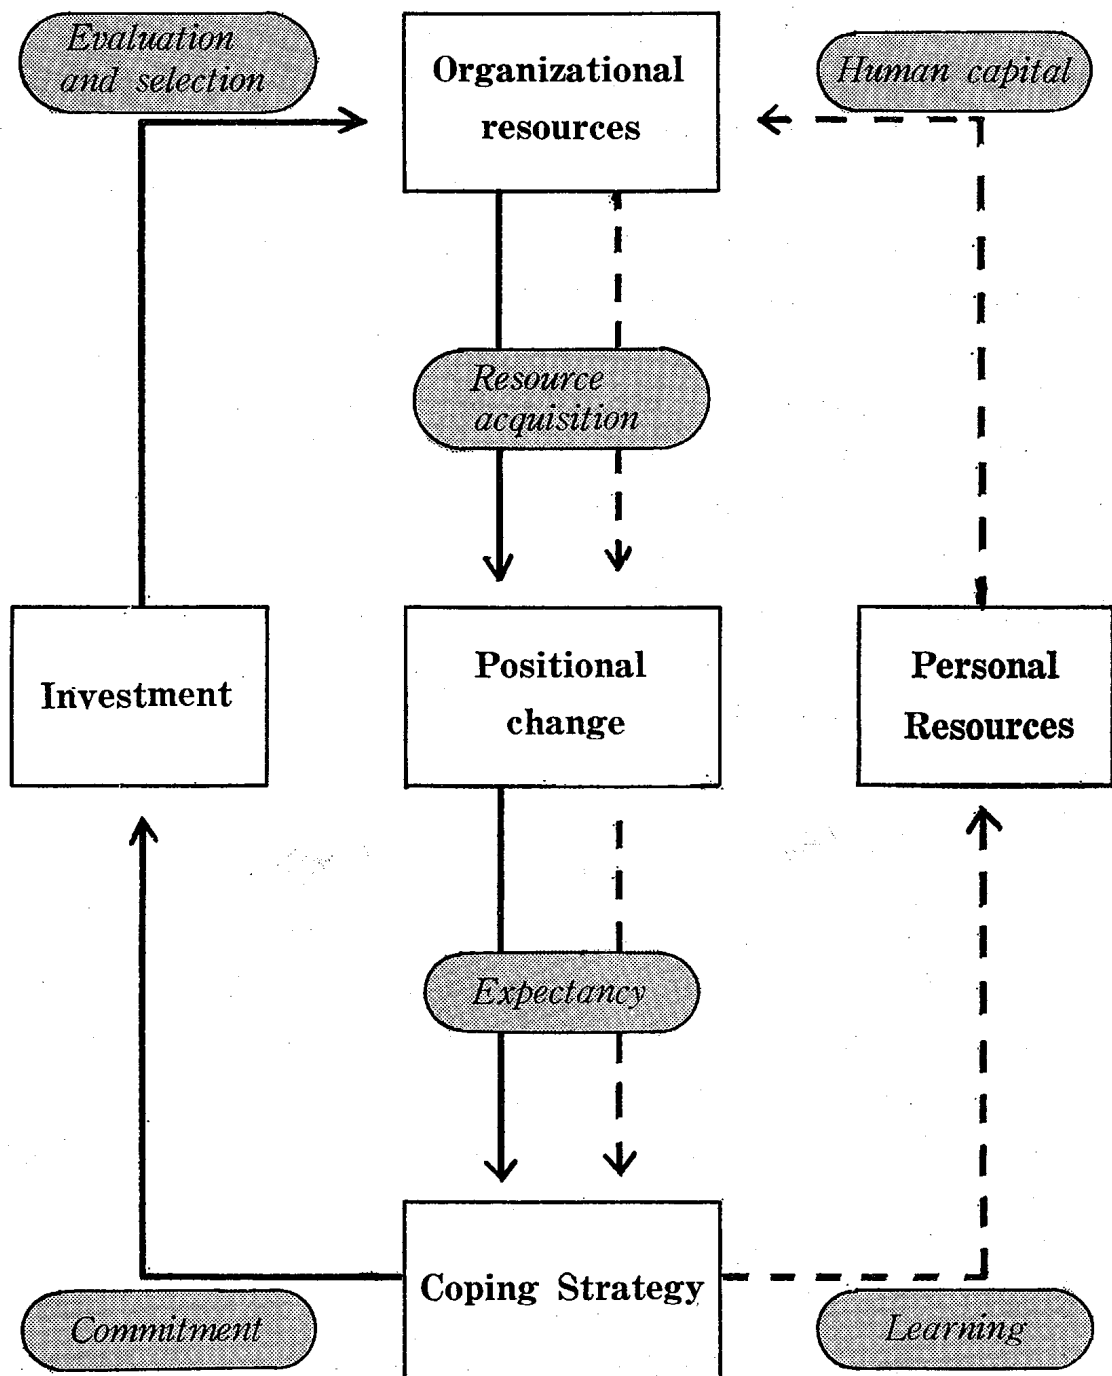 Evaluation
and selection
Organizational
resources
Human capital
Resource
acquisition
Investment
Positional
change
Personal
Resources
Expectancy
Coping Strategy
Commitment
Learning